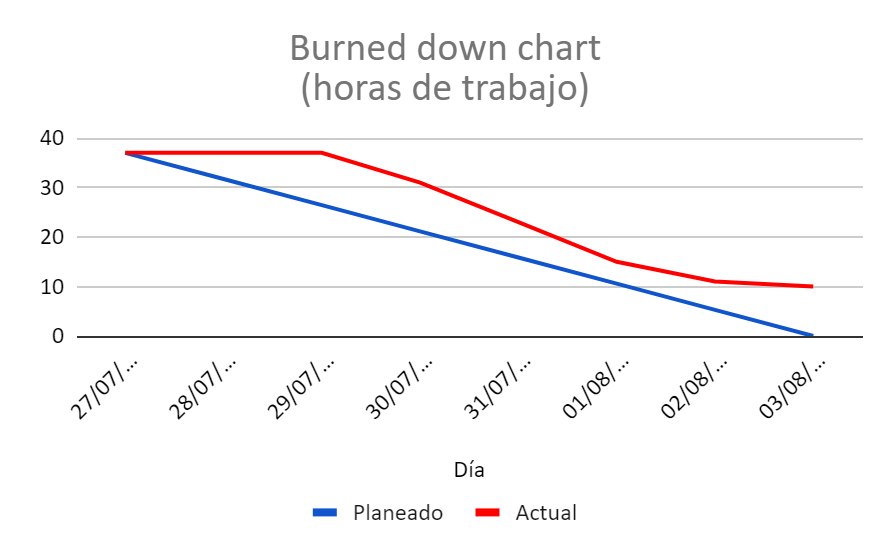 Burned down chart
(horas de trabajo)
40
30
20
10
0
27/07/...
28/07/...
29/07/...
30/07/...
31/07/...
01/08/...
02/08/...
03/08/...
Día
Planeado
Actual